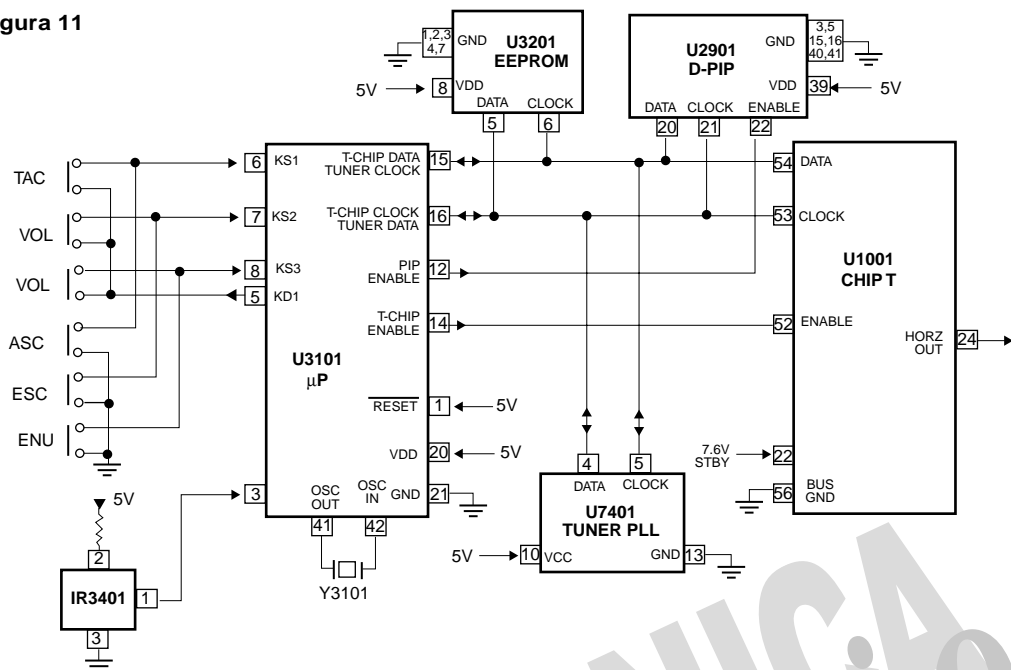 gura 11
1,2,3
4,7
GND
U3201
EEPROM
5V
8
VDD
DATA
CLOCK
5
6
U2901
D-PIP
GND
3,5
15,16
40,41
VDD
39
5V
DATA
CLOCK
ENABLE
20
21
22
TAC
VOL
VOL
ASC
ESC
ENU
6
KS1
7
KS2
8
KS3
5
KD1
T-CHIP DATA
TUNER CLOCK
15
T-CHIP CLOCK
TUNER DATA
16
PIP
ENABLE
12
T-CHIP
ENABLE
14
U3101
µP
RESET
1
5V
VDD
20
5V
3
OSC
OUT
OSC
IN
GND
21
41
42
Y3101
54
DATA
53
CLOCK
U1001
CHIP T
52
ENABLE
HORZ
OUT
24
7.6V
STBY
22
56
BUS
GND
4
5
DATA
CLOCK
U7401
TUNER PLL
5V
10
VCC
GND
13
5V
2
IR3401
1
3
NICA